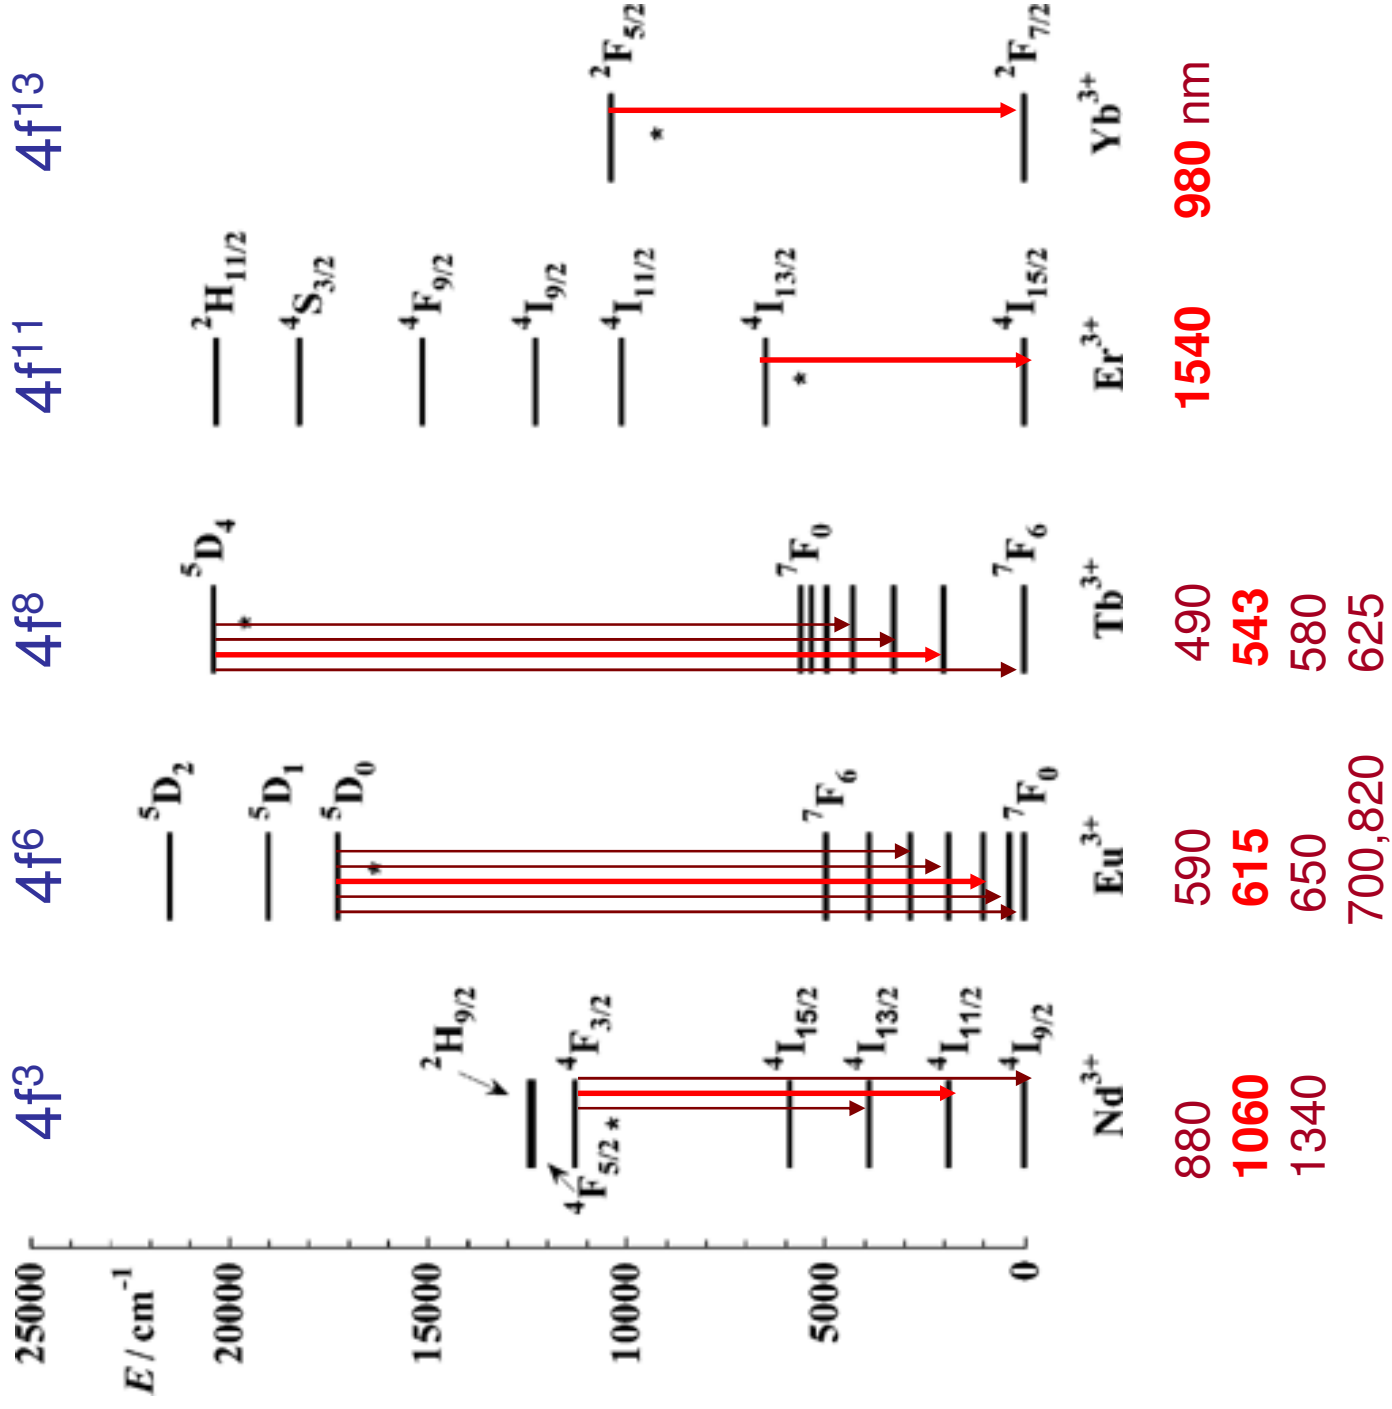 4f3 4f6 4f8 4f11 4f13
25000
E / cm-1
20000
15000
10000
5000
0
2H9/2
4F5/2 *
4F3/2
4I15/2
4I13/2
4I11/2
4I9/2
5D2
5D1
5D0
*
7F6
7F0
5D4
*
7F0
7F6
2H11/2
4S3/2
4F9/2
4I9/2
4I11/2
4I13/2
*
4I15/2
2F5/2
*
2F7/2
Nd3+ Eu3+ Tb3+ Er3+ Yb3+
880 590 490 1540 980 nm
1060 615 543
1340 650 580
700,820 625